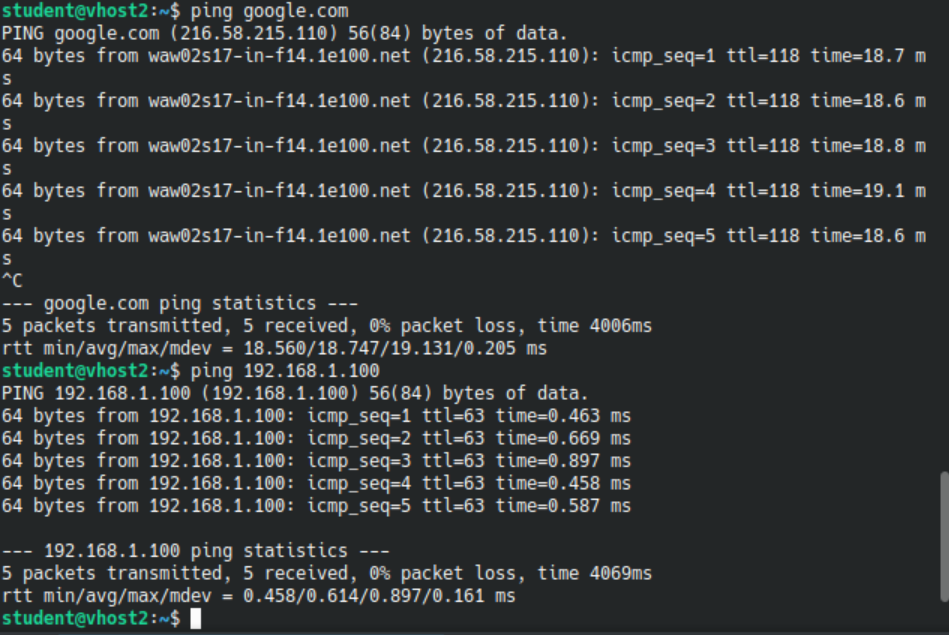 student@vhost2:~$ ping google.com
PING google.com (216.58.215.110) 56(84) bytes of data.
64 bytes from waw02s17-in-f14.1e100.net (216.58.215.110): icmp_seq=1 ttl=118 time=18.7 m
s
64 bytes from waw02s17-in-f14.1e100.net (216.58.215.110): icmp_seq=2 ttl=118 time=18.6 m
s
64 bytes from waw02s17-in-f14.1e100.net (216.58.215.110): icmp_seq=3 ttl=118 time=18.8 m
s
64 bytes from waw02s17-in-f14.1e100.net (216.58.215.110): icmp_seq=4 ttl=118 time=19.1 m
s
64 bytes from waw02s17-in-f14.1e100.net (216.58.215.110): icmp_seq=5 ttl=118 time=18.6 m
s
^C
--- google.com ping statistics ---
5 packets transmitted, 5 received, 0% packet loss, time 4006ms
rtt min/avg/max/mdev = 18.560/18.747/19.131/0.205 ms
student@vhost2:~$ ping 192.168.1.100
PING 192.168.1.100 (192.168.1.100) 56(84) bytes of data.
64 bytes from 192.168.1.100: icmp_seq=1 ttl=63 time=0.463 ms
64 bytes from 192.168.1.100: icmp_seq=2 ttl=63 time=0.669 ms
64 bytes from 192.168.1.100: icmp_seq=3 ttl=63 time=0.897 ms
64 bytes from 192.168.1.100: icmp_seq=4 ttl=63 time=0.458 ms
64 bytes from 192.168.1.100: icmp_seq=5 ttl=63 time=0.587 ms
--- 192.168.1.100 ping statistics ---
5 packets transmitted, 5 received, 0% packet loss, time 4069ms
rtt min/avg/max/mdev = 0.458/0.614/0.897/0.161 ms
student@vhost2:~$